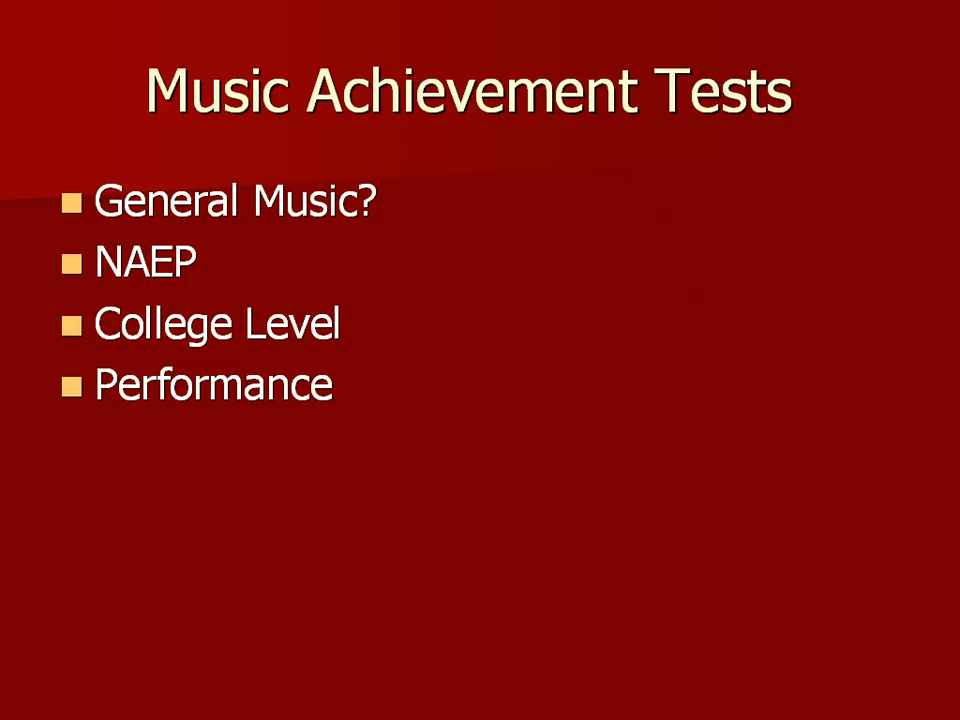 Music Achievement Tests
General Music?
NAEP
College Level
Performance